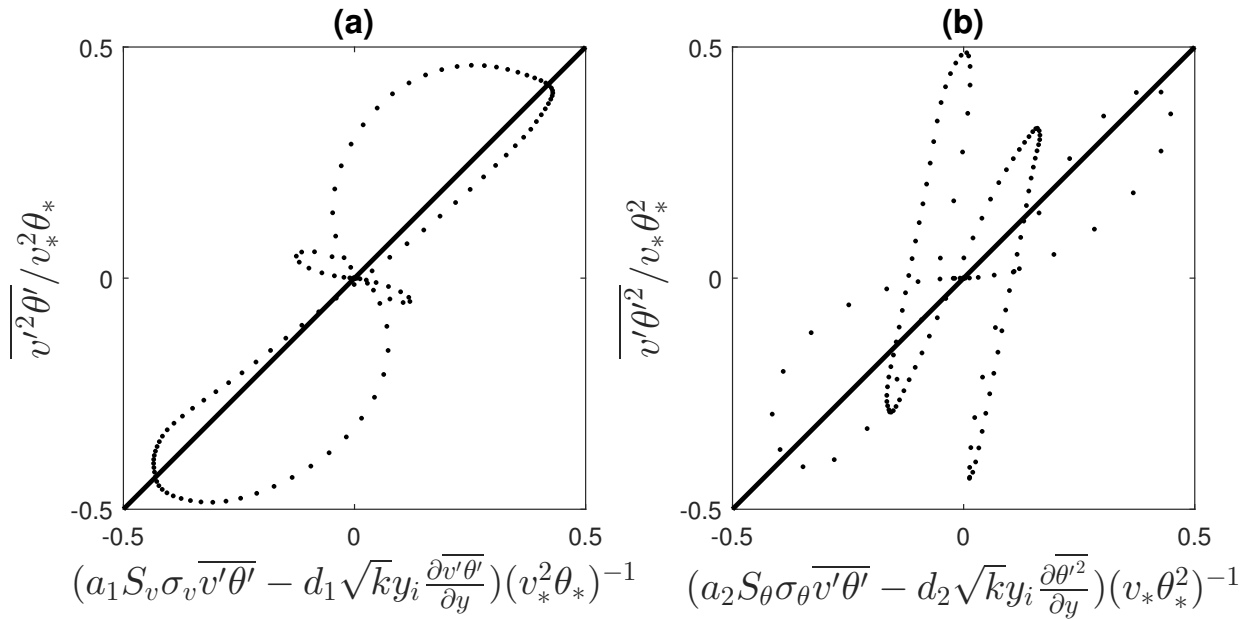 (a)
(b)
0.5
0
-0.5
-0.5
0
0.5
0.5
0
-0.5
-0.5
0
0.5
$\overline{v'^2\theta'}/v_*^2\theta_*$
$\overline{v'\theta'^2}/v_*\theta_*^2$
$(a_1 S_v \sigma_v \overline{v'\theta'} - d_1 \sqrt{k} y_i \frac{\partial \overline{v'\theta'}}{\partial y})(v_*^2\theta_*)^{-1}$
$(a_2 S_\theta \sigma_\theta \overline{v'\theta'} - d_2 \sqrt{k} y_i \frac{\partial \overline{\theta'^2}}{\partial y})(v_*\theta_*^2)^{-1}$